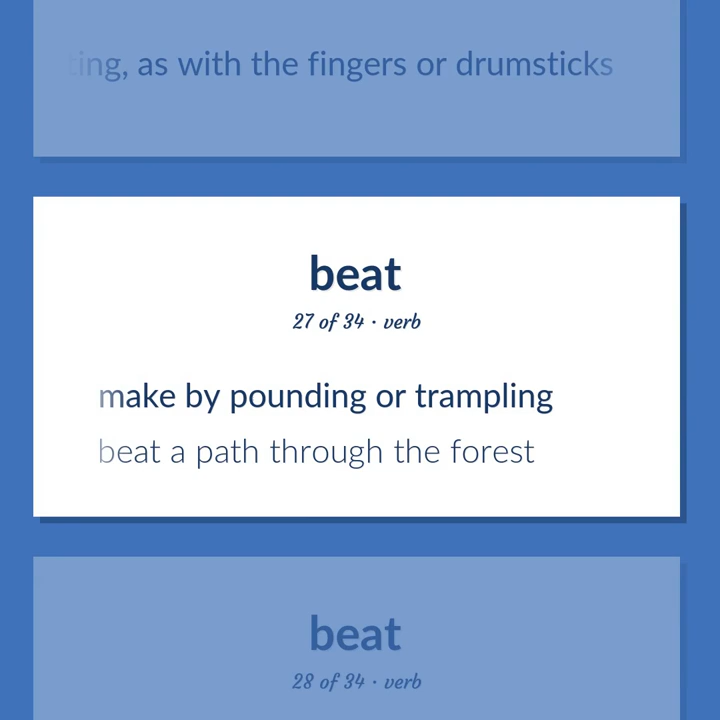 ting, as with the fingers or drumsticks
beat
27 of 34 · verb
make by pounding or trampling
beat a path through the forest
beat
28 of 34 · verb